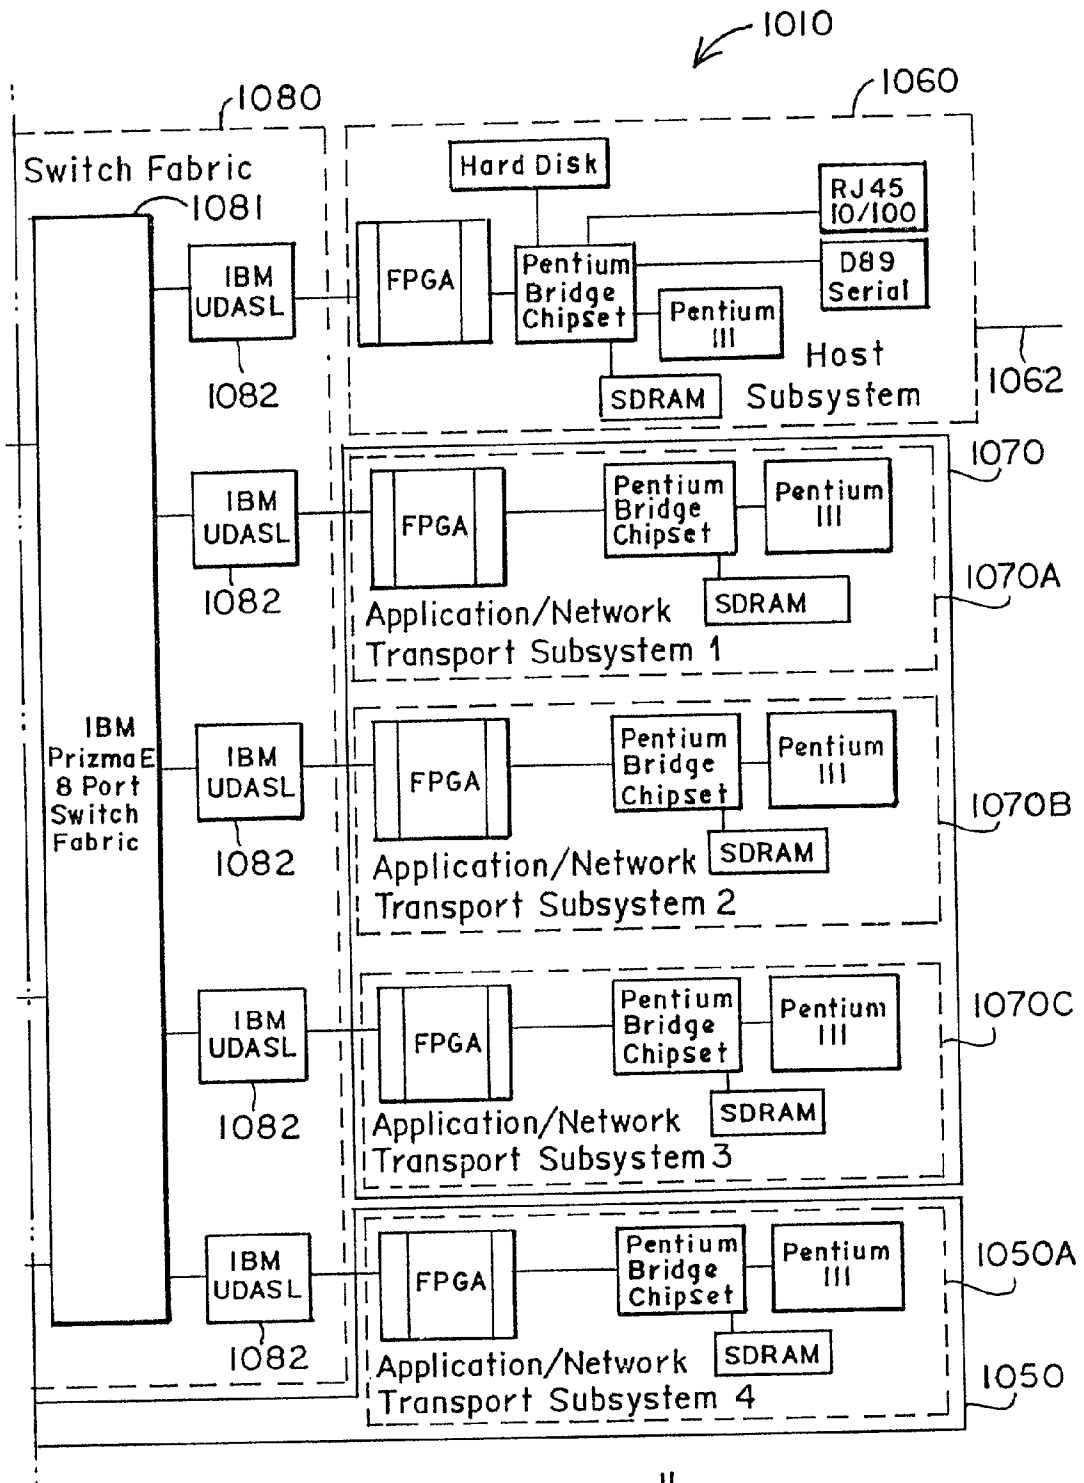 1010
1080
1060
Switch Fabric
1081
Hard Disk
RJ45
10/100
IBM
UDASL
FPGA
Pentium
Bridge
Chipset
D89
Serial
Pentium
III
1082
SDRAM
Host
Subsystem
1062
1070
IBM
UDASL
FPGA
Pentium
Bridge
Chipset
Pentium
III
1082
SDRAM
1070A
Application/Network
Transport Subsystem 1
IBM
PrizmaE
8 Port
Switch
Fabric
IBM
UDASL
FPGA
Pentium
Bridge
Chipset
Pentium
III
1070B
1082
SDRAM
Application/Network
Transport Subsystem 2
IBM
UDASL
FPGA
Pentium
Bridge
Chipset
Pentium
III
1070C
1082
SDRAM
Application/Network
Transport Subsystem 3
IBM
UDASL
FPGA
Pentium
Bridge
Chipset
Pentium
III
1050A
1082
SDRAM
Application/Network
Transport Subsystem 4
1050